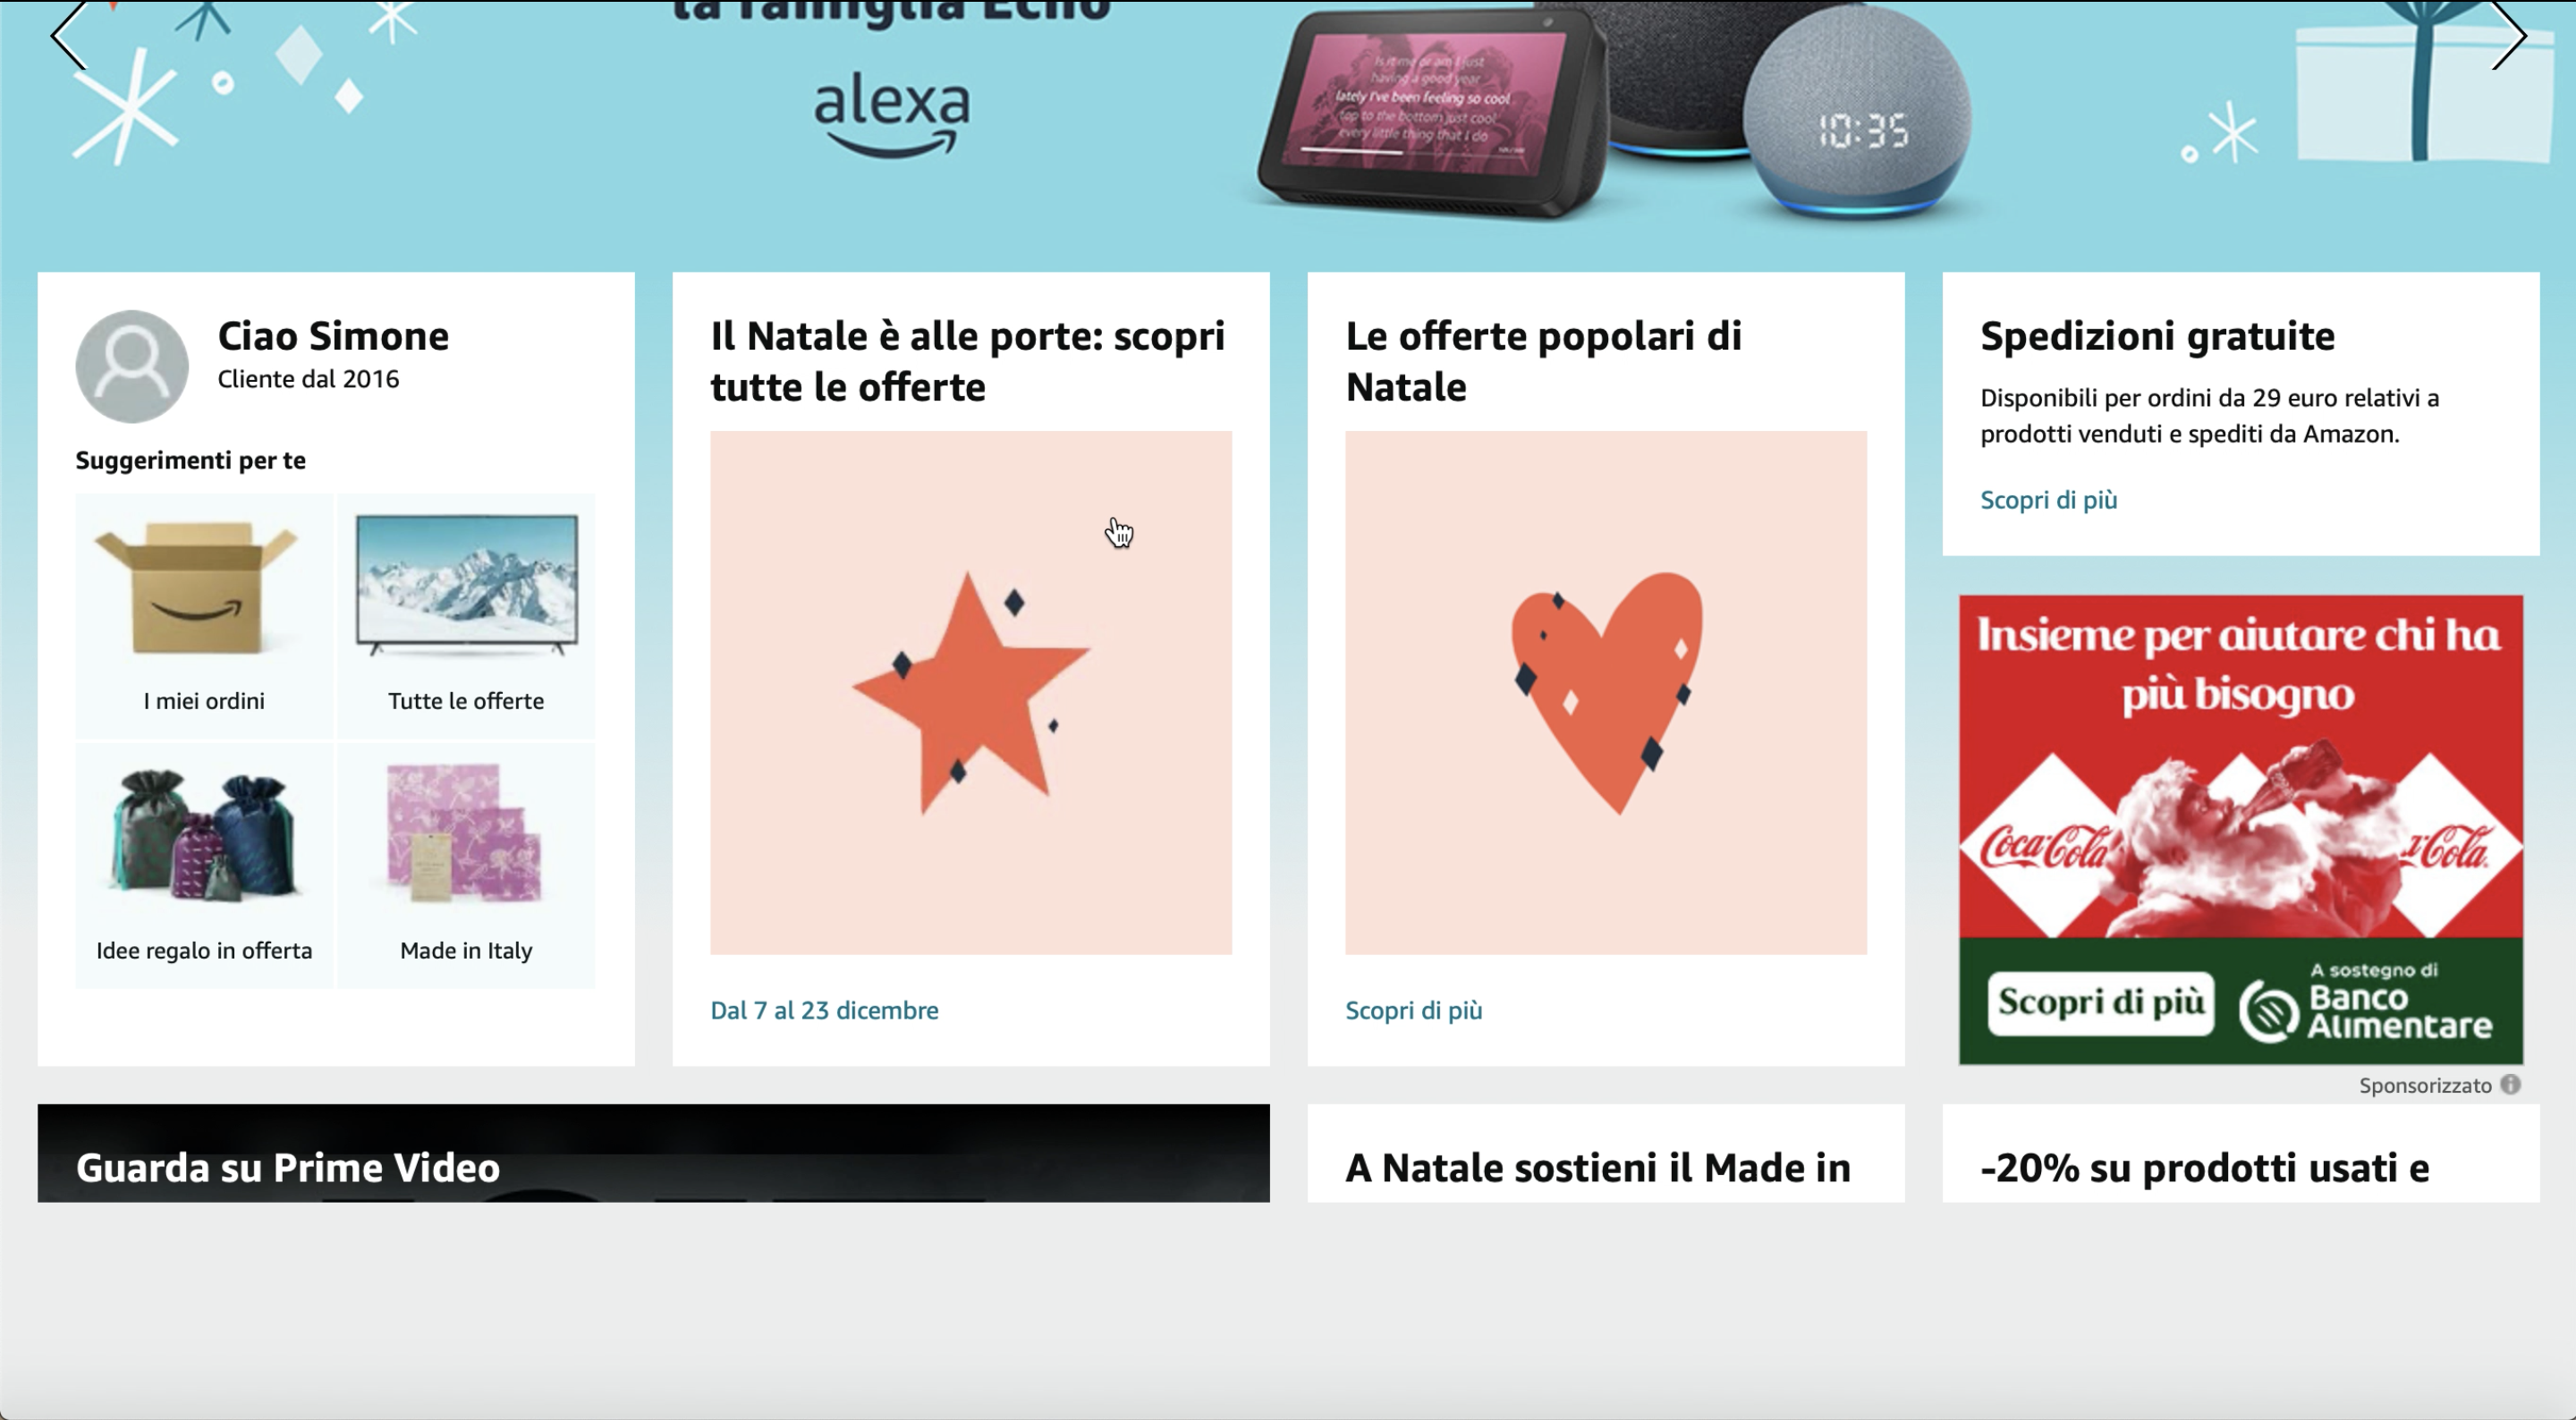 la famiglia Echo
alexa
Is it me or am I just
having a good year
lately I've been feeling so cool
top to the bottom just cool
every little thing that I do
10:35
Ciao Simone
Cliente dal 2016
Suggerimenti per te
I miei ordini
Tutte le offerte
Idee regalo in offerta
Made in Italy
Il Natale è alle porte: scopri
tutte le offerte
Dal 7 al 23 dicembre
Le offerte popolari di
Natale
Scopri di più
Spedizioni gratuite
Disponibili per ordini da 29 euro relativi a
prodotti venduti e spediti da Amazon.
Scopri di più
Insieme per aiutare chi ha
più bisogno
Coca-Cola
Cola
Scopri di più
A sostegno di
Banco
Alimentare
Sponsorizzato
Guarda su Prime Video
A Natale sostieni il Made in
-20% su prodotti usati e